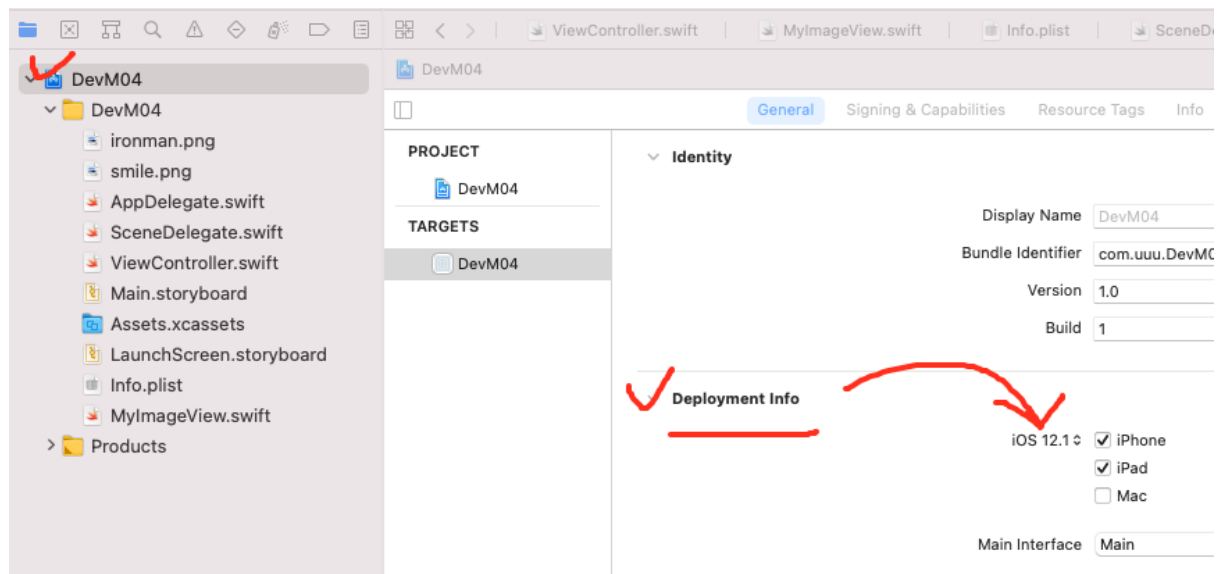 ViewController.swift
MyImageView.swift
Info.plist
SceneD
DevM04
DevM04
ironman.png
smile.png
AppDelegate.swift
SceneDelegate.swift
ViewController.swift
Main.storyboard
Assets.xcassets
LaunchScreen.storyboard
Info.plist
MyImageView.swift
Products
DevM04
General
Signing & Capabilities
Resource Tags
Info
PROJECT
DevM04
TARGETS
DevM04
Identity
Display Name DevM04
Bundle Identifier com.uuu.DevM0
Version 1.0
Build 1
Deployment Info
iOS 12.1 iPhone
iPad
Mac
Main Interface Main